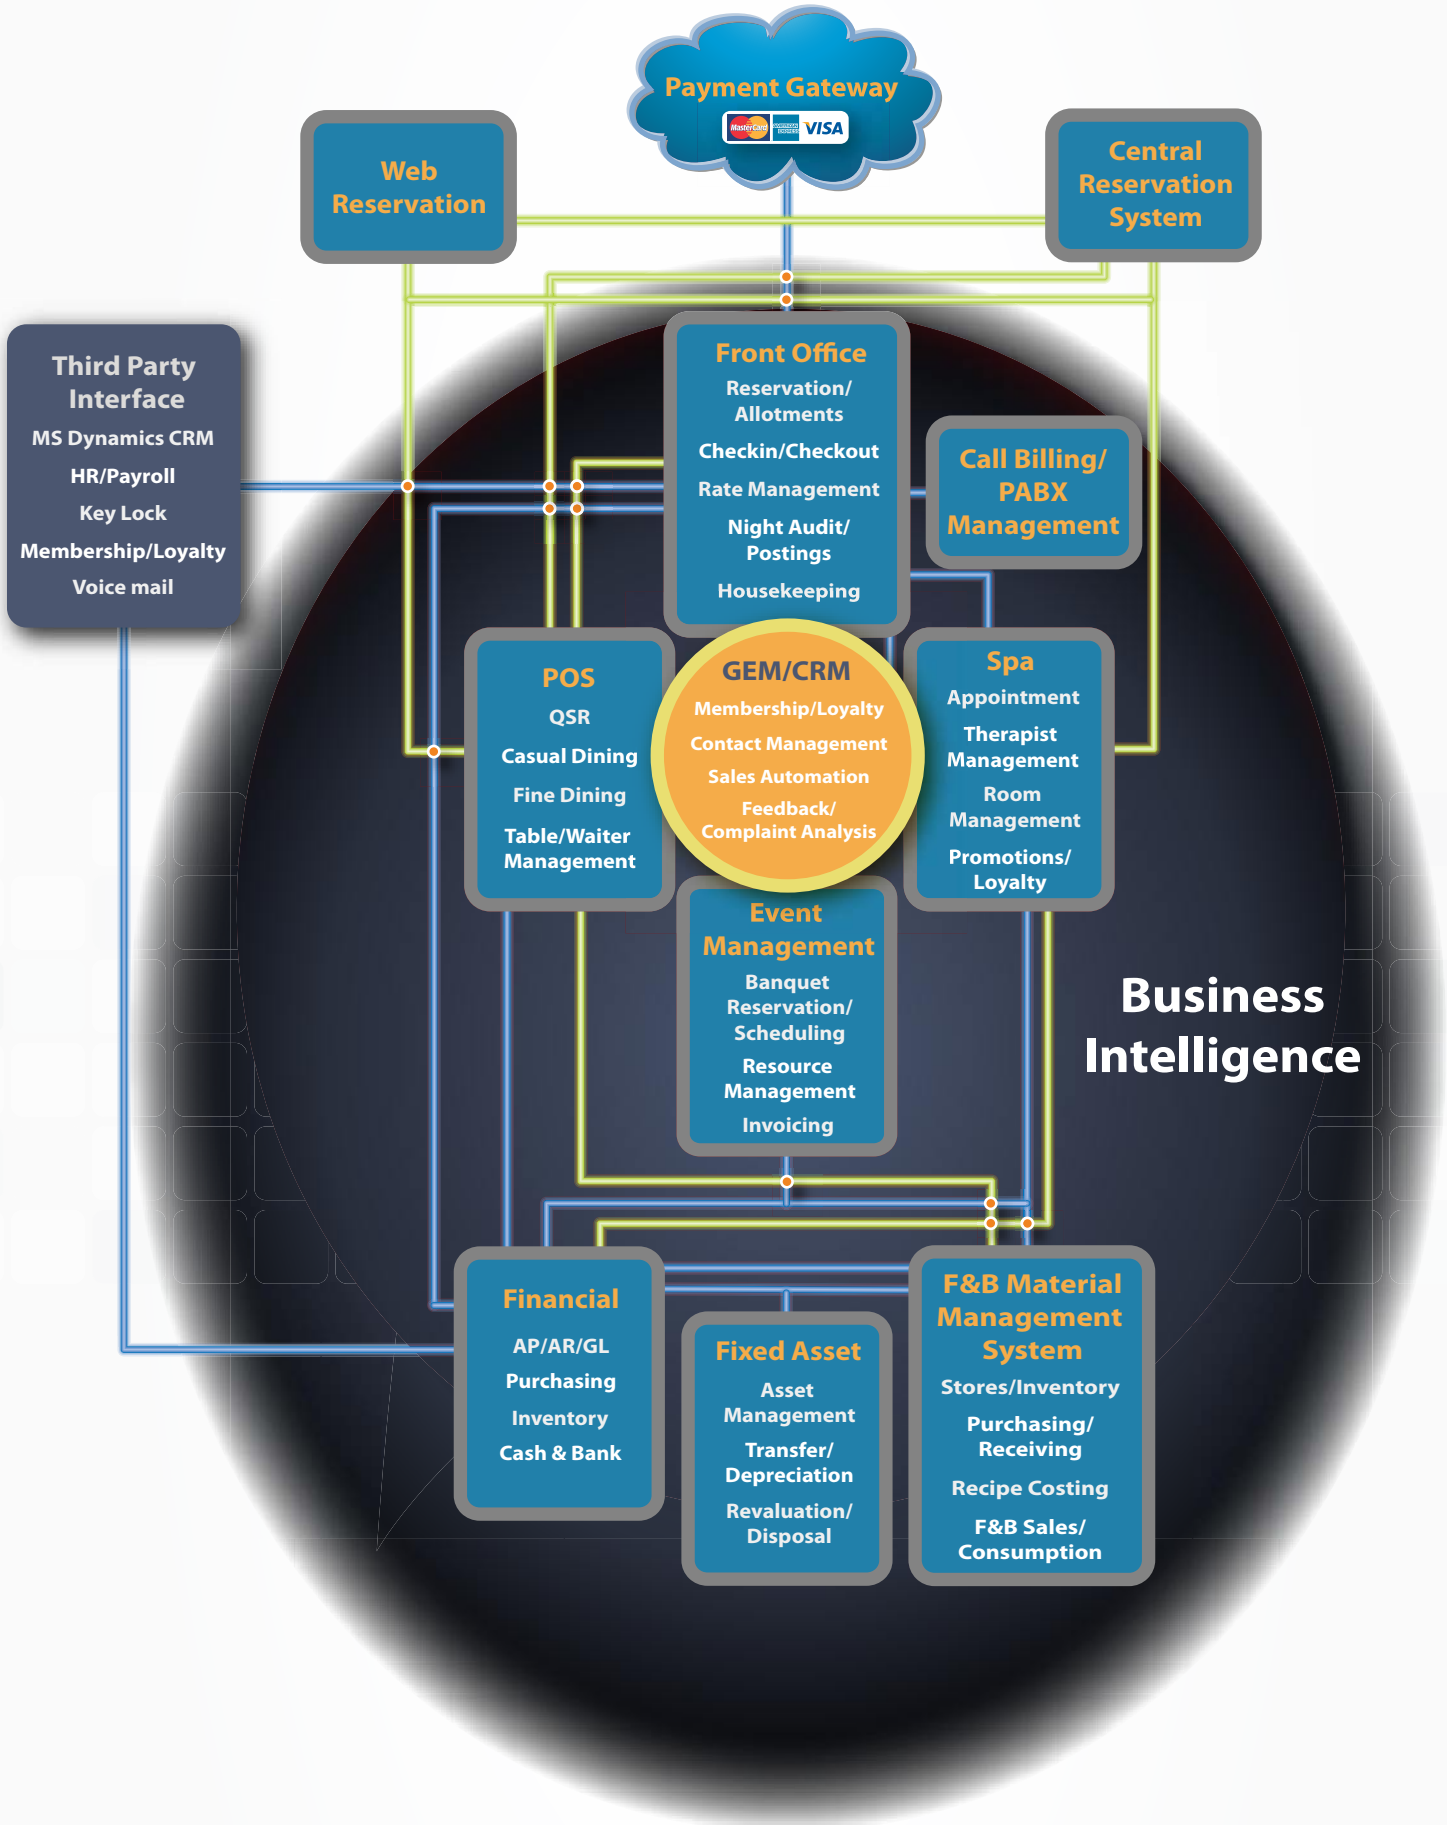 Payment Gateway
MasterCard
AMERICAN EXPRESS
VISA
Web
Reservation
Central
Reservation
System
Third Party
Interface
MS Dynamics CRM
HR/Payroll
Key Lock
Membership/Loyalty
Voice mail
Front Office
Reservation/
Allotments
Checkin/Checkout
Rate Management
Night Audit/
Postings
Housekeeping
Call Billing/
PABX
Management
POS
QSR
Casual Dining
Fine Dining
Table/Waiter
Management
GEM/CRM
Membership/Loyalty
Contact Management
Sales Automation
Feedback/
Complaint Analysis
Spa
Appointment
Therapist
Management
Room
Management
Promotions/
Loyalty
Event
Management
Banquet
Reservation/
Scheduling
Resource
Management
Invoicing
Business
Intelligence
Financial
AP/AR/GL
Purchasing
Inventory
Cash & Bank
Fixed Asset
Asset
Management
Transfer/
Depreciation
Revaluation/
Disposal
F&B Material
Management
System
Stores/Inventory
Purchasing/
Receiving
Recipe Costing
F&B Sales/
Consumption